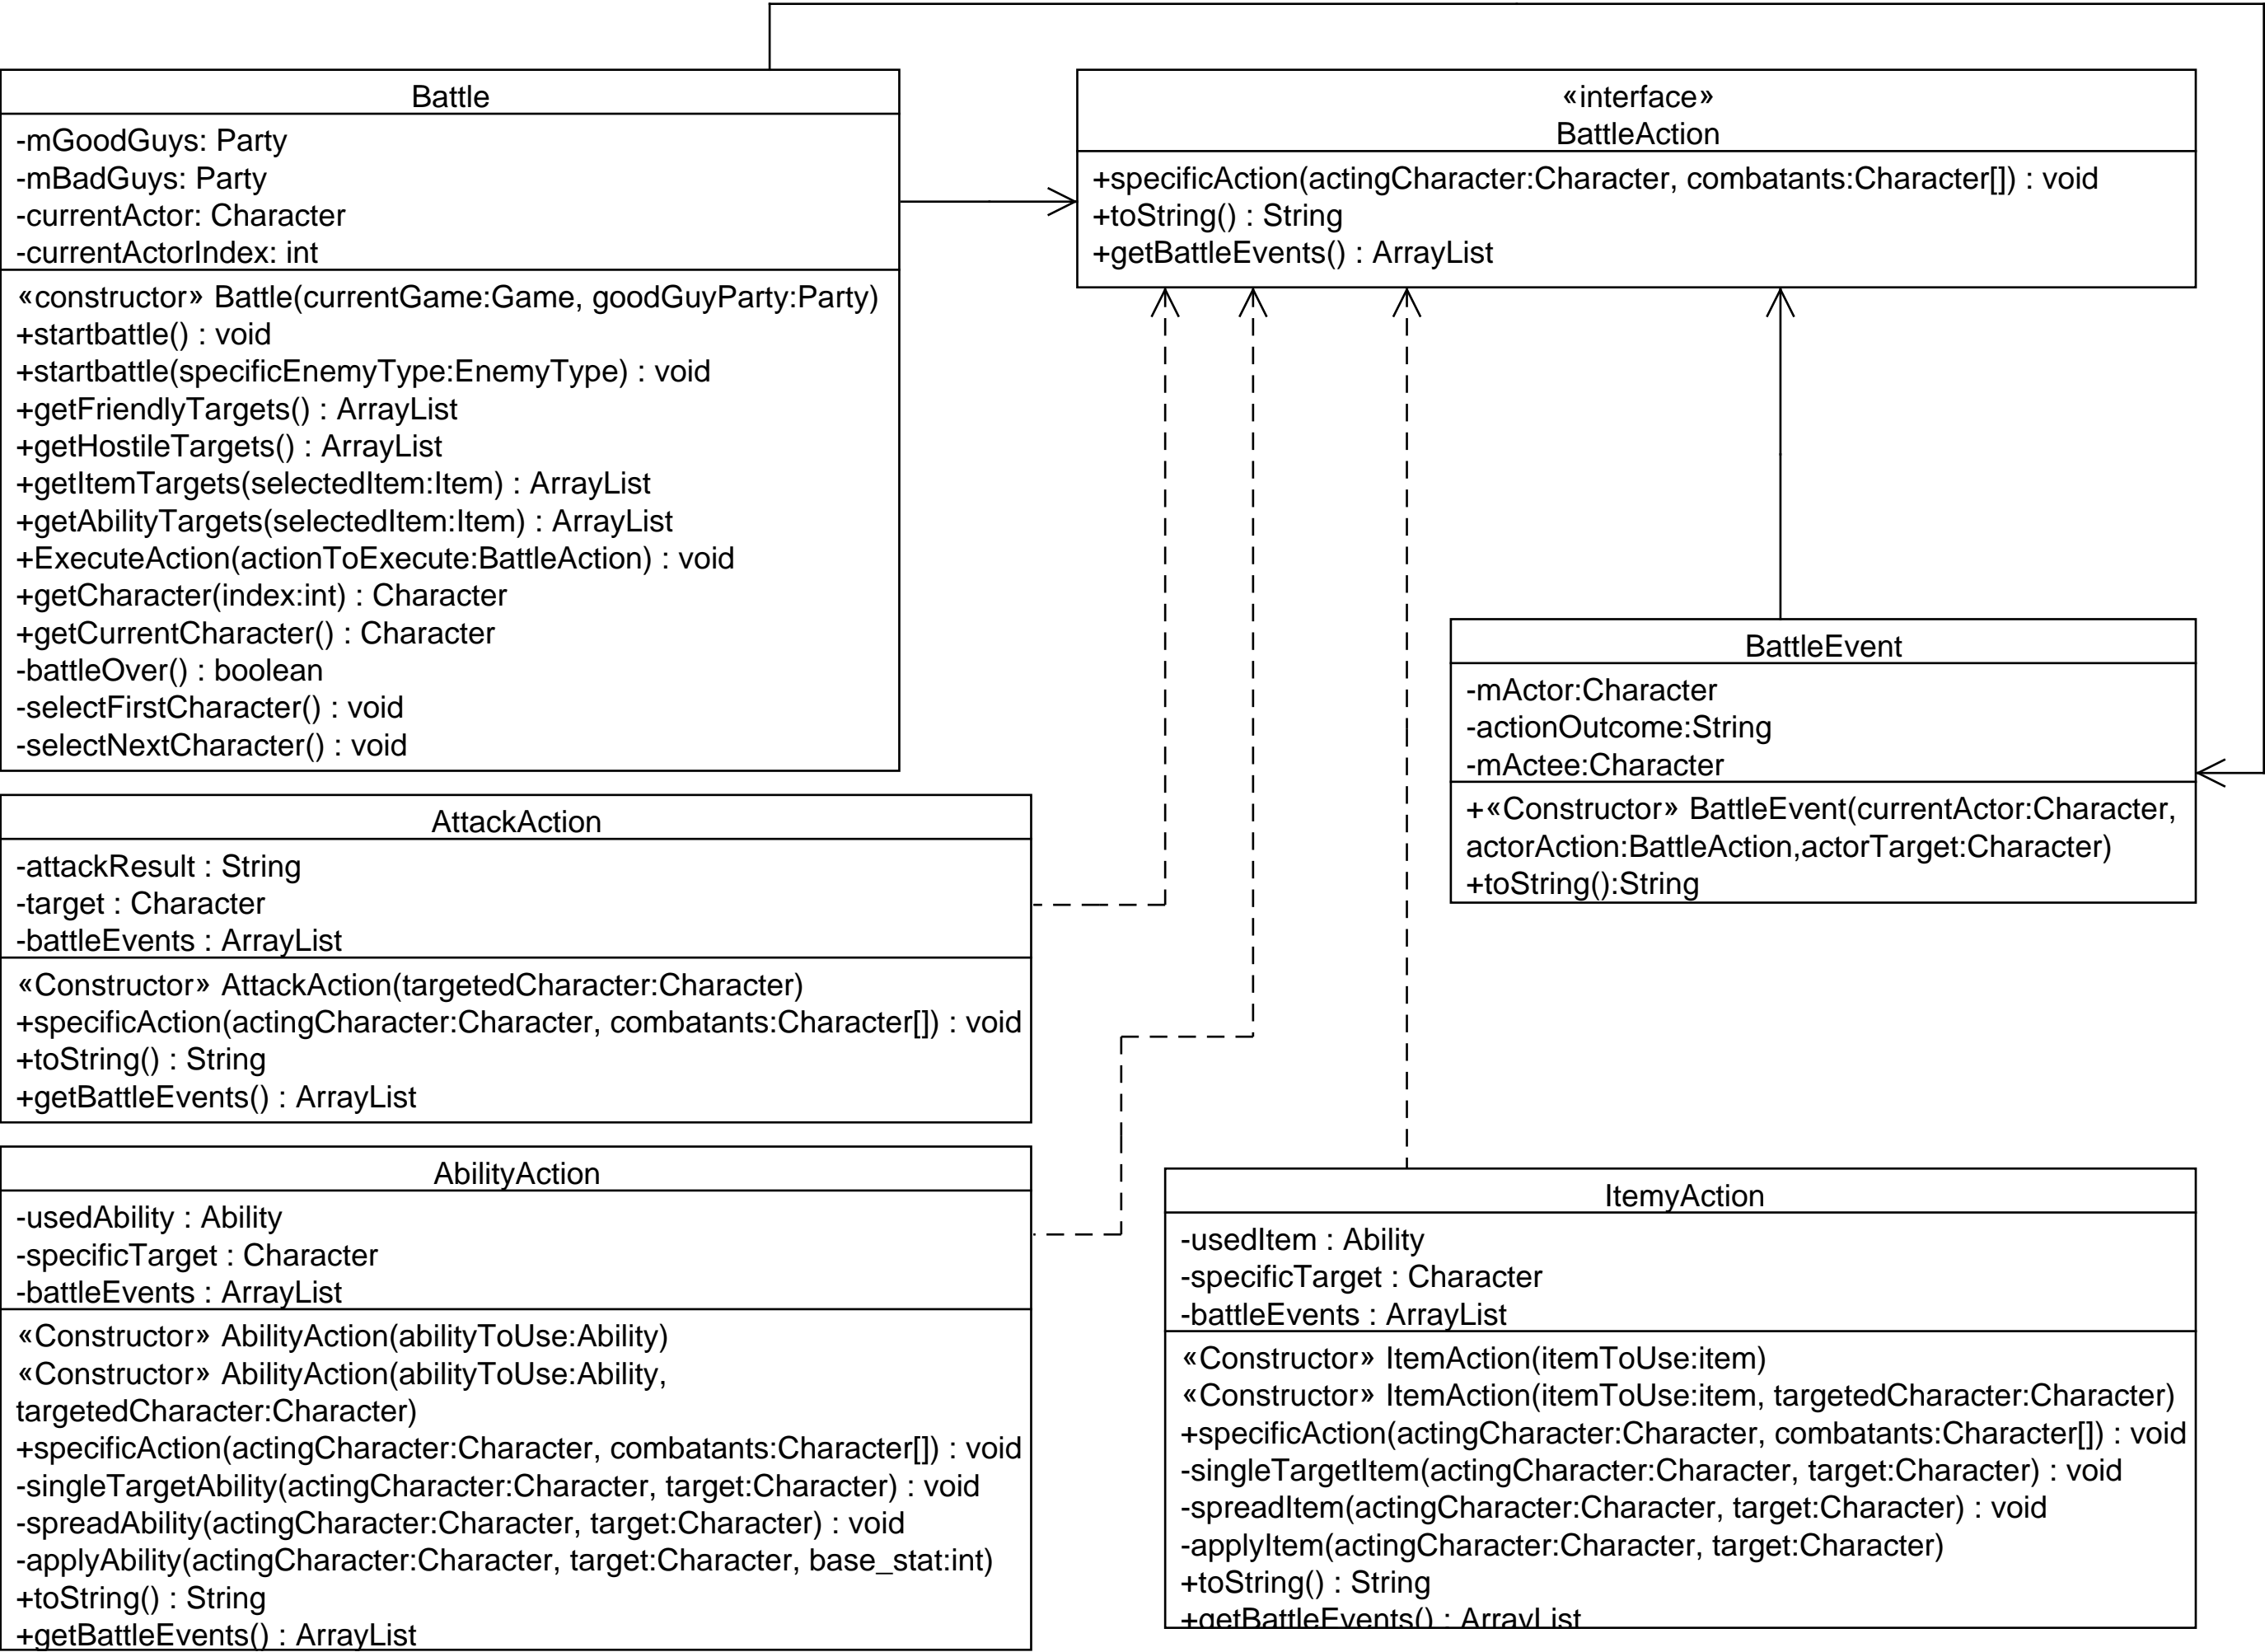 Battle
-mGoodGuys: Party
-mBadGuys: Party
-currentActor: Character
-currentActorIndex: int
«constructor» Battle(currentGame:Game, goodGuyParty:Party)
+startbattle() : void
+startbattle(specificEnemyType:EnemyType) : void
+getFriendlyTargets() : ArrayList
+getHostileTargets() : ArrayList
+getItemTargets(selectedItem:Item) : ArrayList
+getAbilityTargets(selectedItem:Item) : ArrayList
+ExecuteAction(actionToExecute:BattleAction) : void
+getCharacter(index:int) : Character
+getCurrentCharacter() : Character
-battleOver() : boolean
-selectFirstCharacter() : void
-selectNextCharacter() : void
«interface»
BattleAction
+specificAction(actingCharacter:Character, combatants:Character[]) : void
+toString() : String
+getBattleEvents() : ArrayList
BattleEvent
-mActor:Character
-actionOutcome:String
-mActee:Character
+«Constructor» BattleEvent(currentActor:Character,
actorAction:BattleAction,actorTarget:Character)
+toString():String
AttackAction
-attackResult : String
-target : Character
-battleEvents : ArrayList
«Constructor» AttackAction(targetedCharacter:Character)
+specificAction(actingCharacter:Character, combatants:Character[]) : void
+toString() : String
+getBattleEvents() : ArrayList
AbilityAction
-usedAbility : Ability
-specificTarget : Character
-battleEvents : ArrayList
«Constructor» AbilityAction(abilityToUse:Ability)
«Constructor» AbilityAction(abilityToUse:Ability,
targetedCharacter:Character)
+specificAction(actingCharacter:Character, combatants:Character[]) : void
-singleTargetAbility(actingCharacter:Character, target:Character) : void
-spreadAbility(actingCharacter:Character, target:Character) : void
-applyAbility(actingCharacter:Character, target:Character, base_stat:int)
+toString() : String
+getBattleEvents() : ArrayList
ItemyAction
-usedItem : Ability
-specificTarget : Character
-battleEvents : ArrayList
«Constructor» ItemAction(itemToUse:item)
«Constructor» ItemAction(itemToUse:item, targetedCharacter:Character)
+specificAction(actingCharacter:Character, combatants:Character[]) : void
-singleTargetItem(actingCharacter:Character, target:Character) : void
-spreadItem(actingCharacter:Character, target:Character) : void
-applyItem(actingCharacter:Character, target:Character)
+toString() : String
+getBattleEvents() : ArrayList